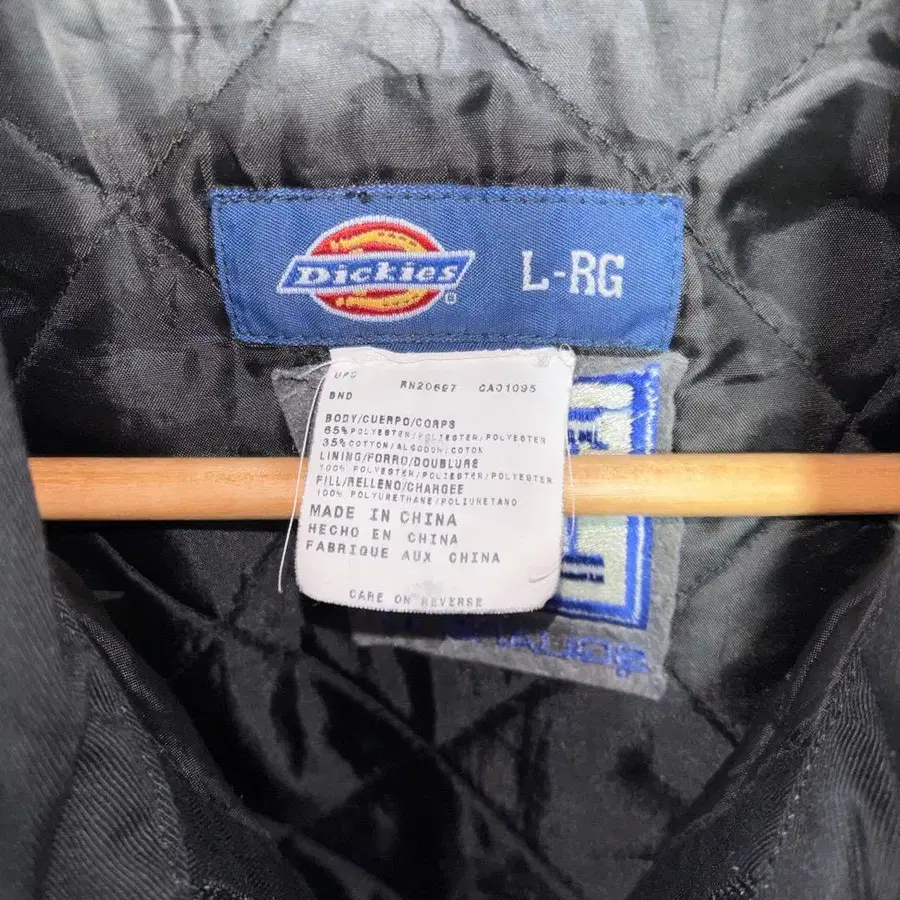 Dickies
L-RG
UPC RN20697 CA01095
SND
BODY/CUERPO/CORPS
65% POLYESTER/POLIESTER/POLYESTER
35% COTTON/ALGODON/COTON
LINING/FORRO/DOUBLURE
100% POLYESTER/POLIESTER/POLYESTER
FILL/RELLENO/CHARGEE
100% POLYURETHANE/POLIURETANO
MADE IN CHINA
HECHO EN CHINA
FABRIQUE AUX CHINA
CARE ON REVERSE